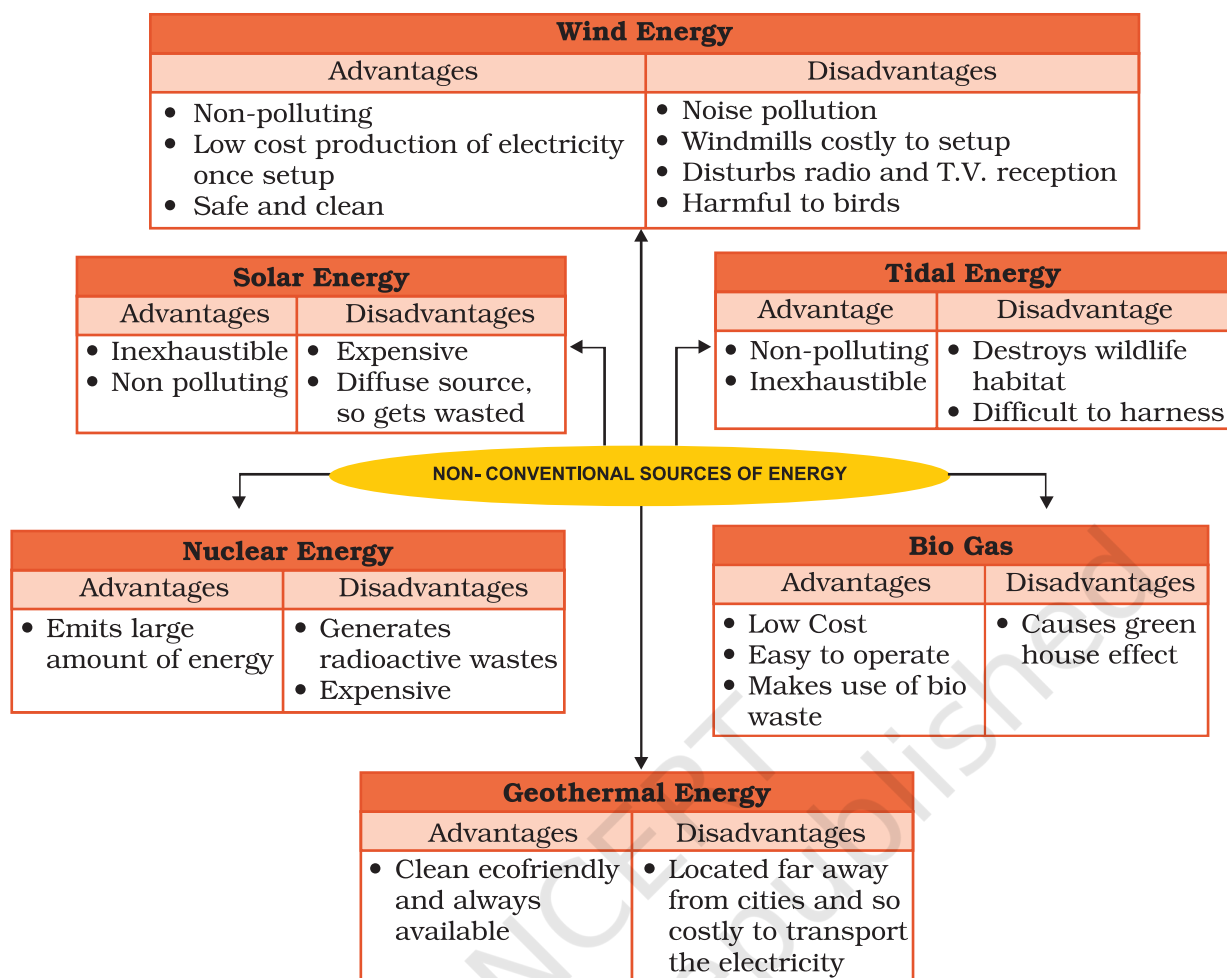 Wind Energy
Advantages
Disadvantages
• Non-polluting
• Low cost production of electricity
once setup
• Safe and clean
• Noise pollution
• Windmills costly to setup
• Disturbs radio and T.V. reception
• Harmful to birds
Solar Energy
Advantages
Disadvantages
• Inexhaustible
• Non polluting
• Expensive
• Diffuse source,
so gets wasted
Tidal Energy
Advantage
Disadvantage
• Non-polluting
• Inexhaustible
• Destroys wildlife
habitat
• Difficult to harness
NON- CONVENTIONAL SOURCES OF ENERGY
Nuclear Energy
Advantages
Disadvantages
• Emits large
amount of energy
• Generates
radioactive wastes
• Expensive
Bio Gas
Advantages
Disadvantages
• Low Cost
• Easy to operate
• Makes use of bio
waste
• Causes green
house effect
Geothermal Energy
Advantages
Disadvantages
• Clean ecofriendly
and always
available
• Located far away
from cities and so
costly to transport
the electricity
NCERT
published